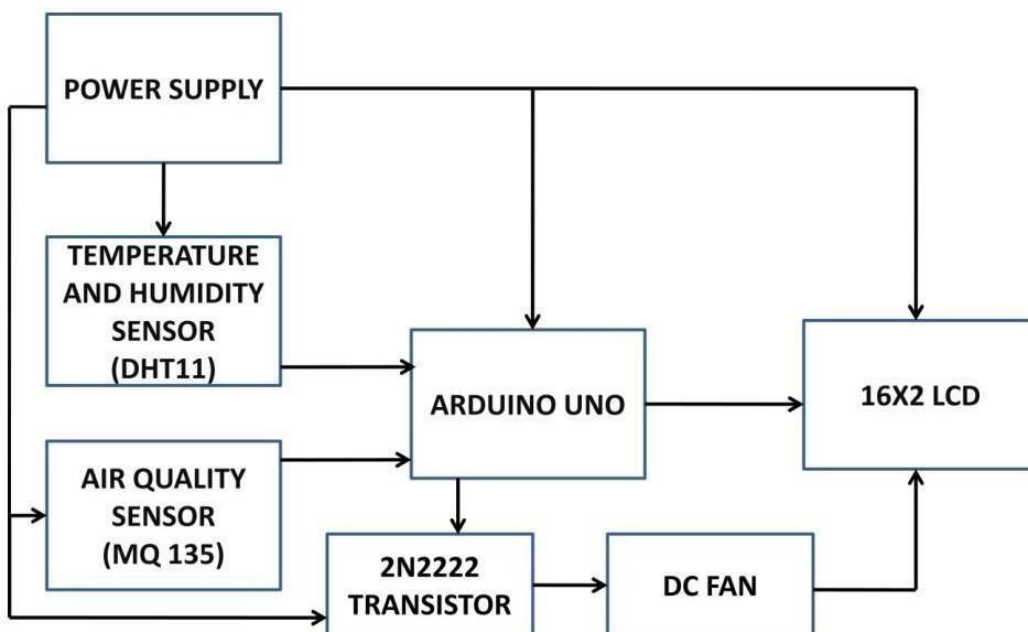 POWER SUPPLY
TEMPERATURE
AND HUMIDITY
SENSOR
(DHT11)
ARDUINO UNO
16X2 LCD
AIR QUALITY
SENSOR
(MQ 135)
2N2222
TRANSISTOR
DC FAN